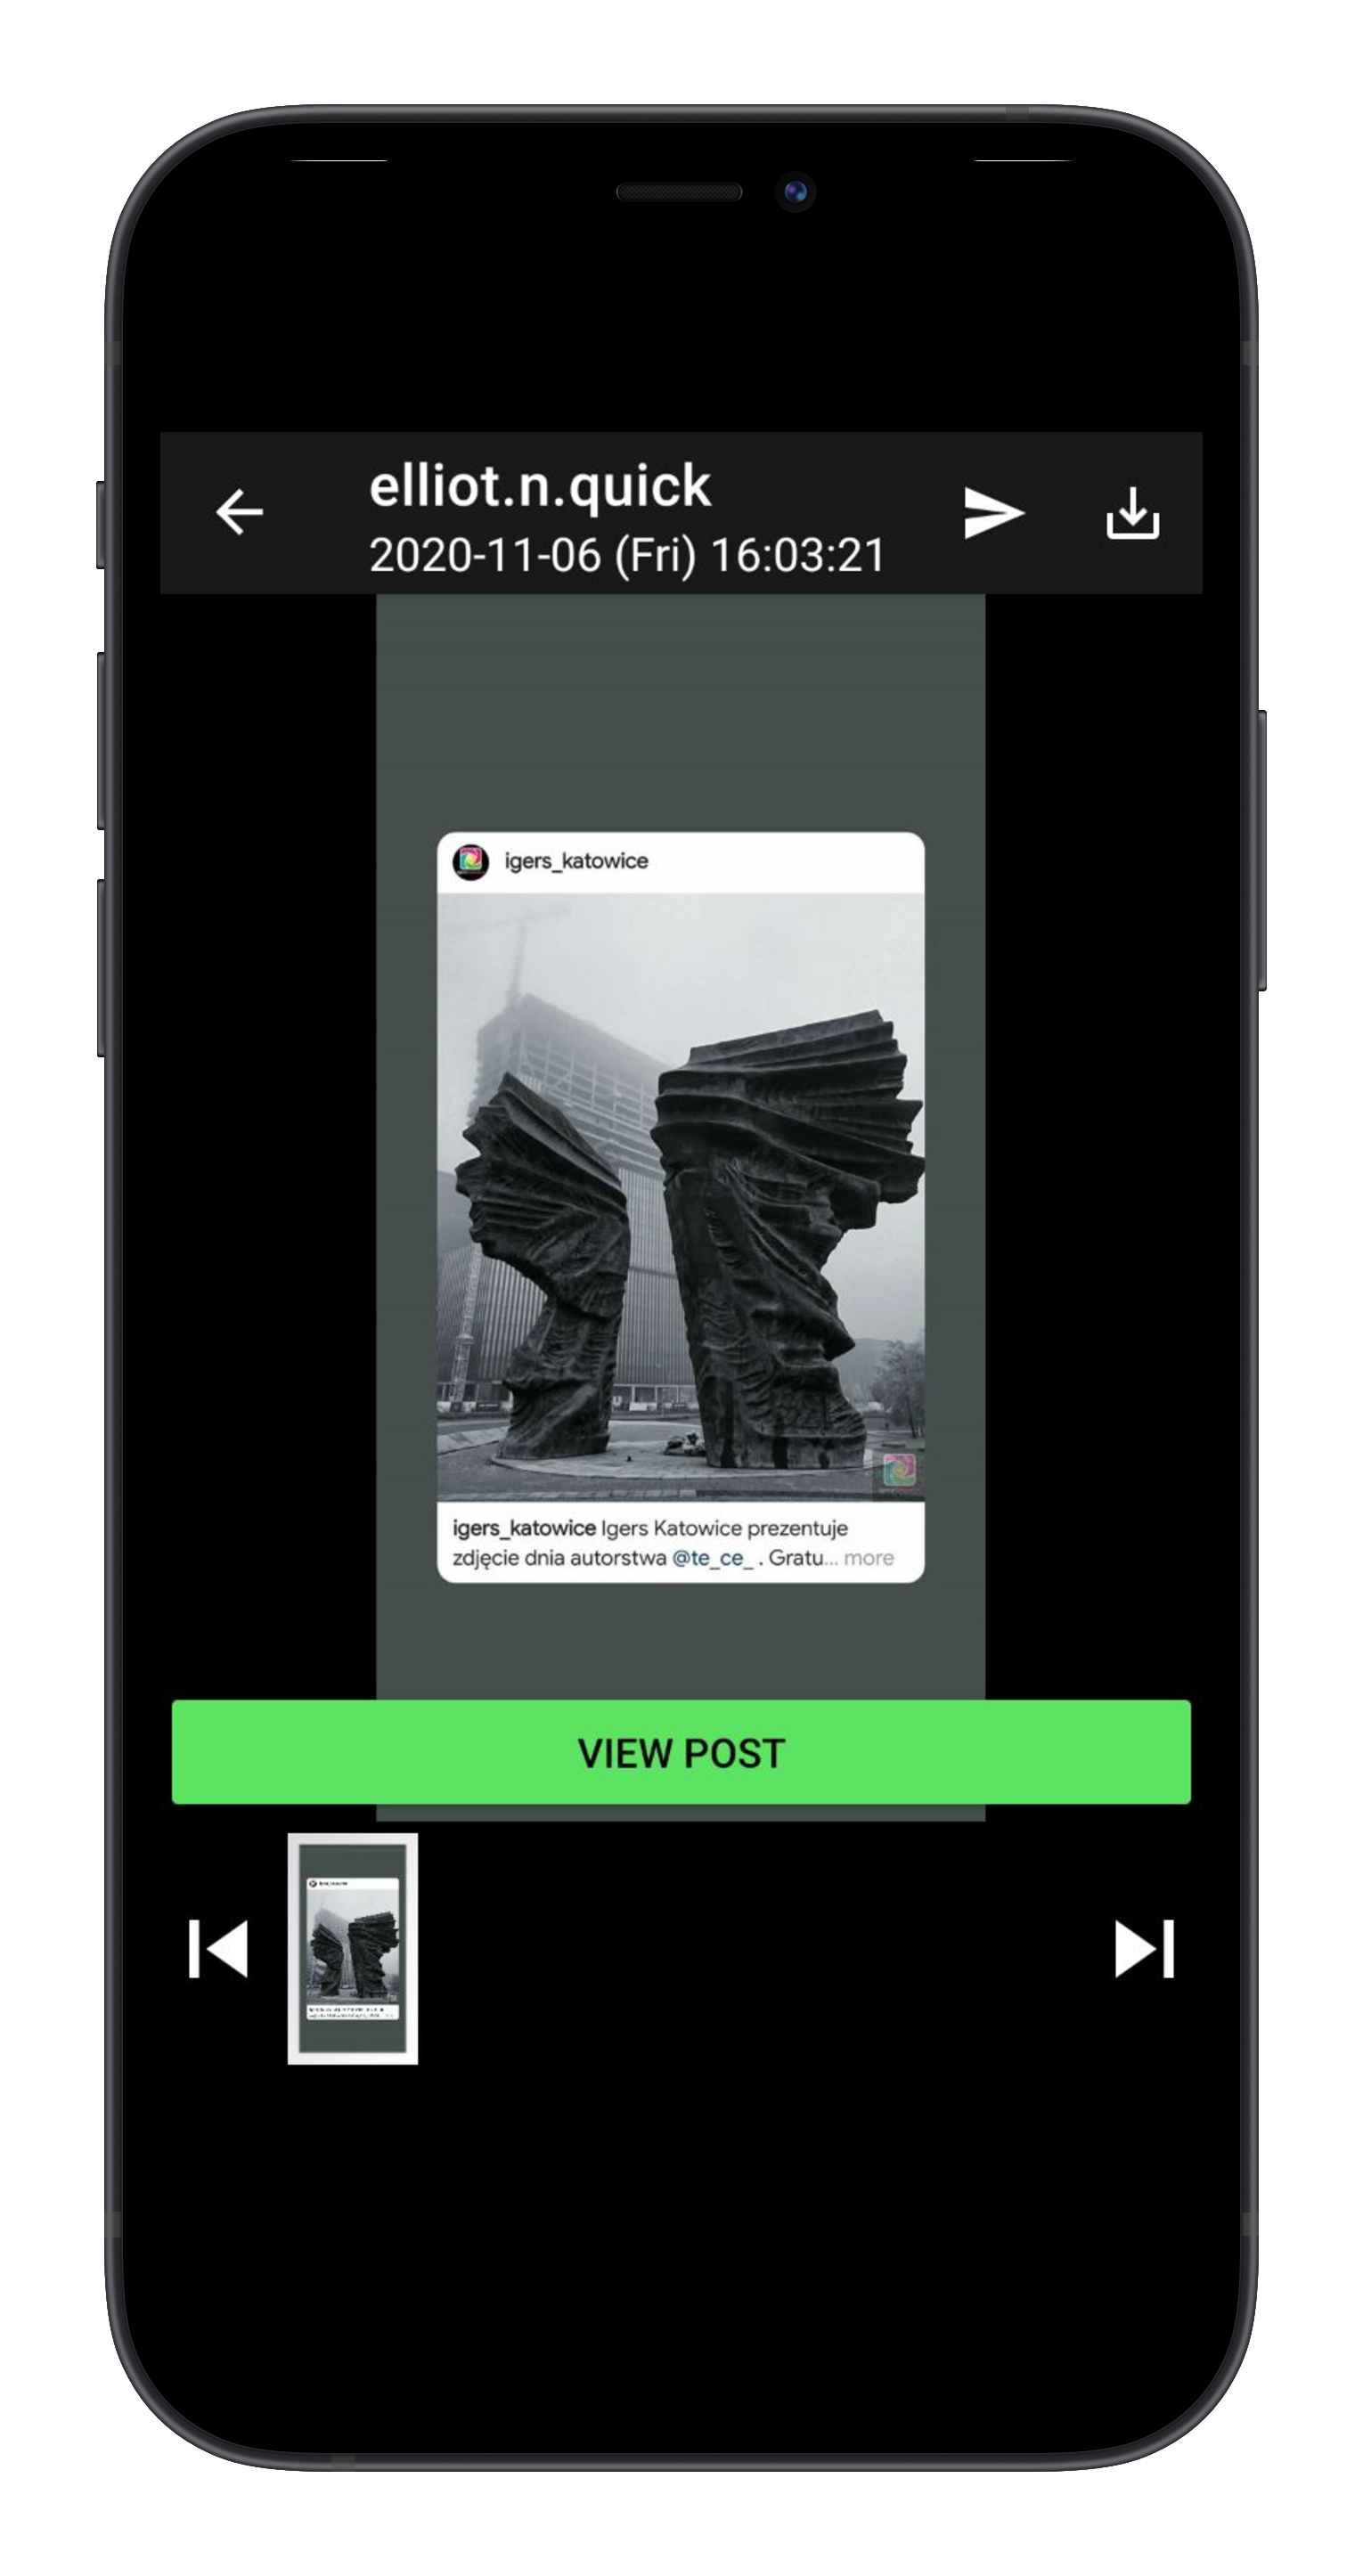 elliot.n.quick
2020-11-06 (Fri) 16:03:21
igers_katowice
igers_katowice Igers Katowice prezentuje
zdjęcie dnia autorstwa @te_ce_ . Gratu... more
VIEW POST